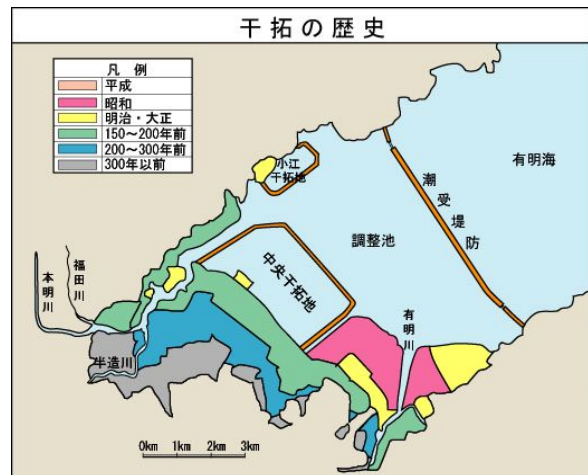 干拓の歴史
凡例
平成
昭和
明治・大正
150～200年前
200～300年前
300年以前
小江
干拓地
有明海
潮受堤防
調整池
中央干拓地
本明川
福田川
有明川
半造川
0km 1km 2km 3km